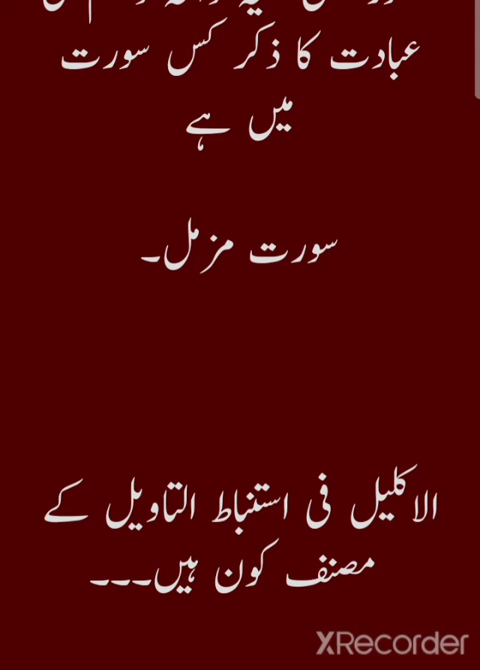 عبادت کا ذکر کس سورت
میں ہے
سورت مزمل۔
الاکلیل فی استنباط التاویل کے
مصنف کون ہیں۔۔۔
XRecorder